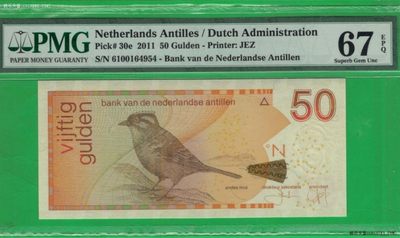 PMG
PAPER MONEY GUARANTY
Netherlands Antilles / Dutch Administration
Pick# 30e 2011 50 Gulden - Printer: JEZ
S/N 6100164954 - Bank van de Nederlandse Antillen
67
EPQ
Superb Gem Unc
bank van de nederlandse antillen
50
vijftig
gulden